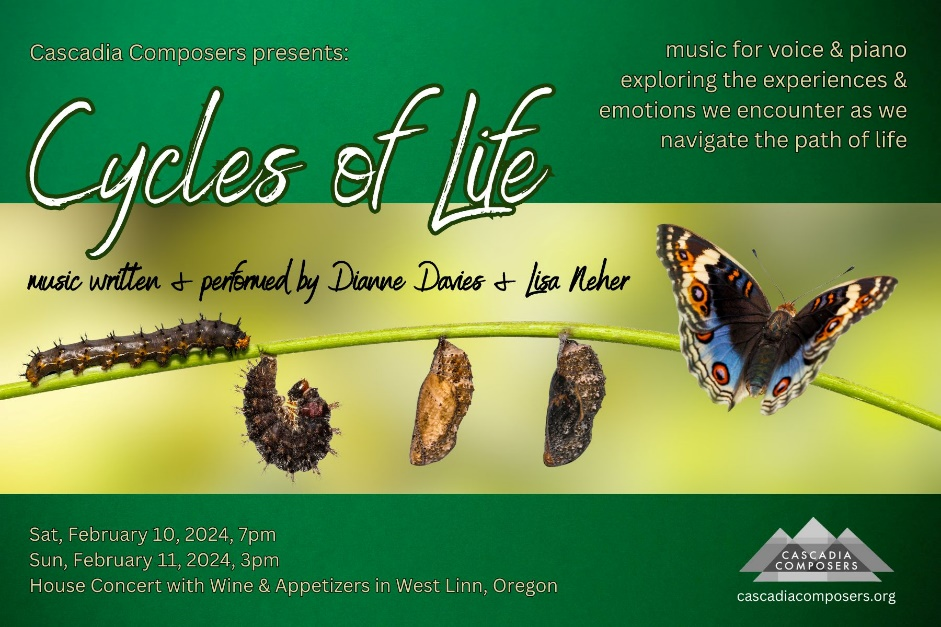 Cascadia Composers presents:
music for voice & piano
exploring the experiences &
emotions we encounter as we
navigate the path of life
Cycles of Life
music written & performed by Dianne Davies & Lisa Neher
Sat, February 10, 2024, 7pm
Sun, February 11, 2024, 3pm
House Concert with Wine & Appetizers in West Linn, Oregon
CASCADIA
COMPOSERS
cascadiacomposers.org